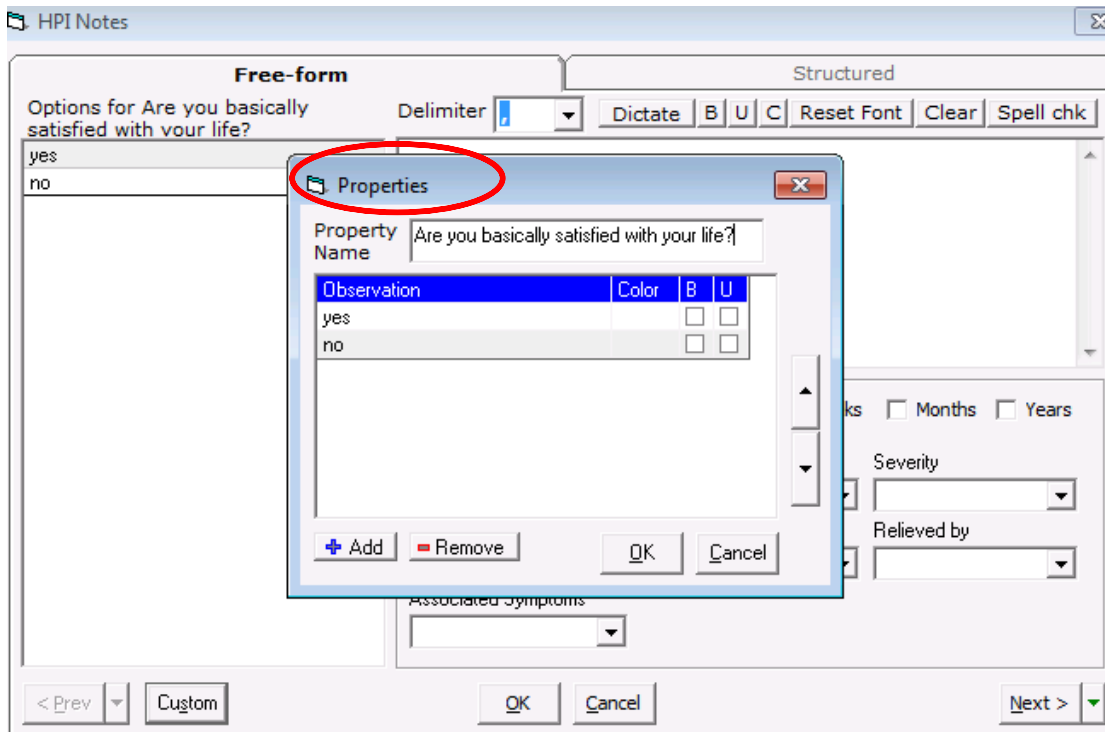 HPI Notes
Free-form
Structured
Options for Are you basically
satisfied with your life?
Delimiter , Dictate B U C Reset Font Clear Spell chk
yes
no
Properties
Property
Name
Are you basically satisfied with your life?
Observation Color B U
yes
no
Add Remove OK Cancel
Months Years
Severity
Relieved by
Associated Symptoms
< Prev Custom OK Cancel Next >